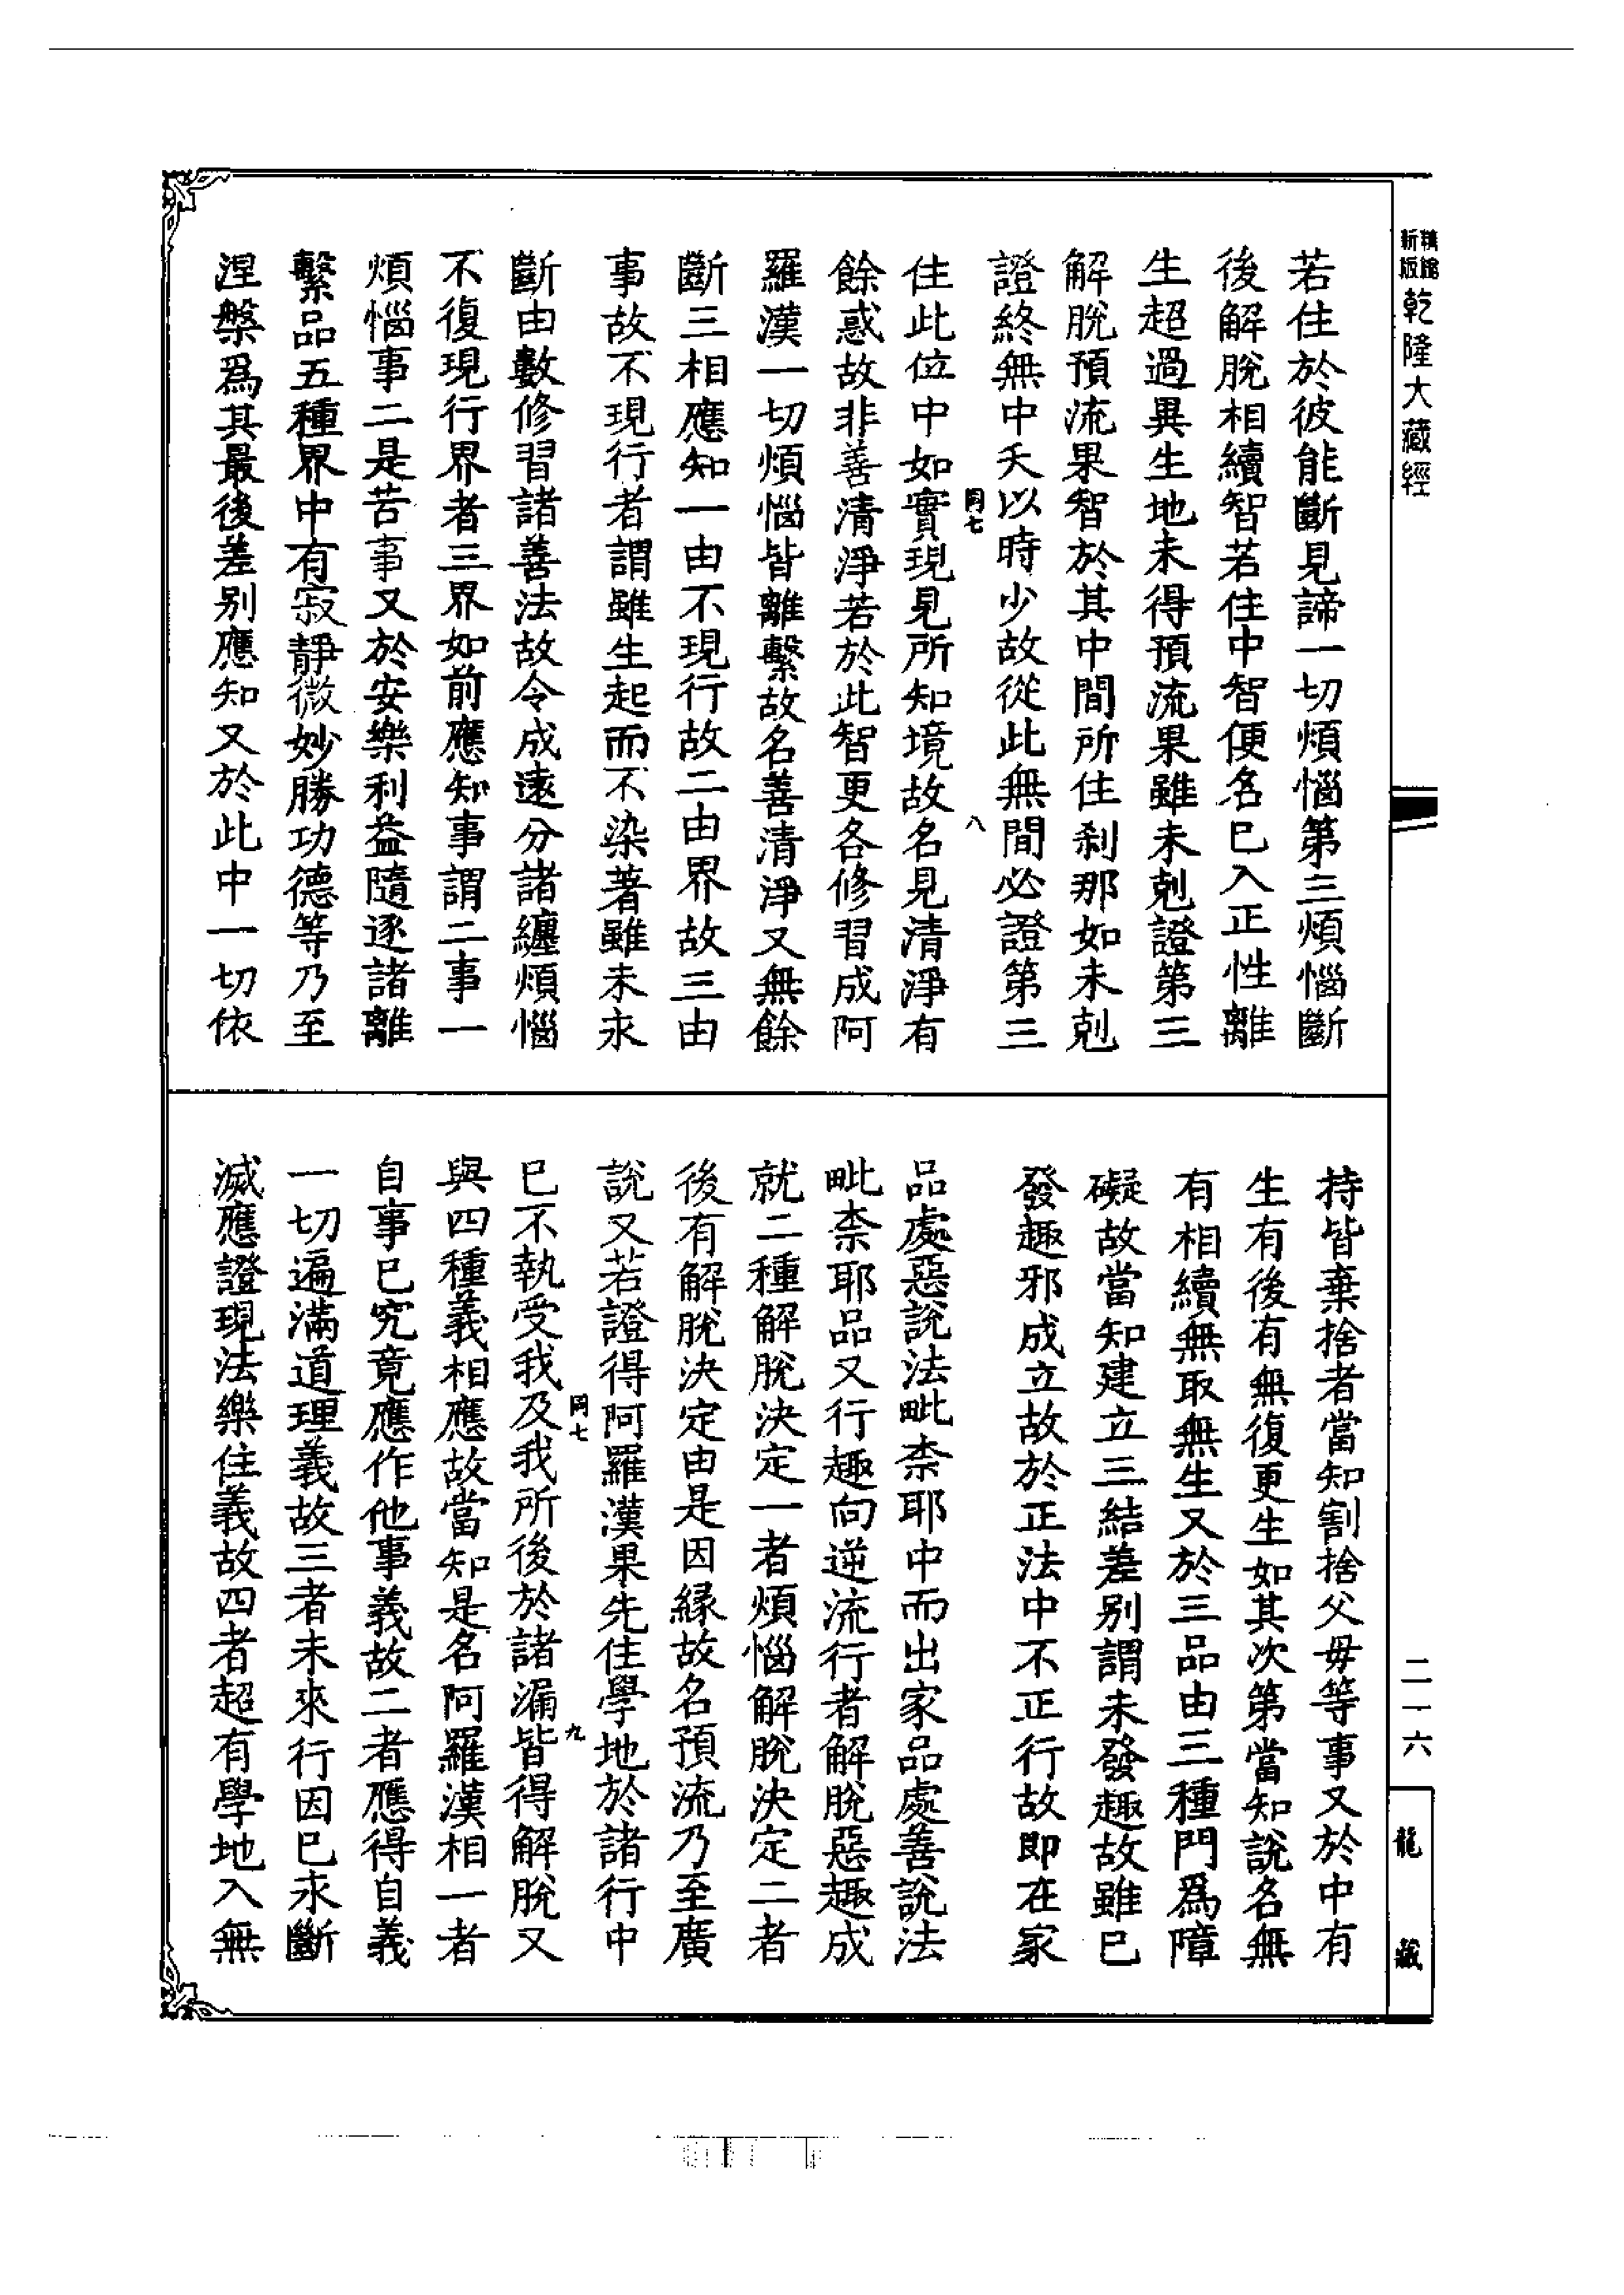 精縮
新版
乾隆大藏經
若住於彼能斷見諦一切煩惱第三煩惱斷
後解脫相續智若住中智便名已入正性離
生超過異生地未得預流果雖未剋證第三
解脫預流果智於其中間所住刹那如未剋
證終無中夭以時少故從此無間必證第三
同七
八
住此位中如實現見所知境故名見清淨有
餘惑故非善清淨若於此智更各修習成阿
羅漢一切煩惱皆離繫故名善清淨又無餘
斷三相應知一由不現行故二由界故三由
事故不現行者謂雖生起而不染著雖未永
斷由數修習諸善法故令成遠分諸纏煩惱
不復現行界者三界如前應知事謂二事一
煩惱事二是苦事又於安樂利益隨逐諸離
繫品五種界中有寂靜微妙勝功德等乃至
涅槃爲其最後差别應知又於此中一切依
持皆棄捨者當知割捨父母等事又於中有
生有後有無復更生如其次第當知說名無
有相續無取無生又於三品由三種門爲障
礙故當知建立三結差别謂未發趣故雖已
發趣邪成立故於正法中不正行故即在家
品處惡說法毗柰耶中而出家品處善說法
毗柰耶品又行趣向逆流行者解脫惡趣成
就二種解脫決定一者煩惱解脫決定二者
後有解脫決定由是因緣故名預流乃至廣
說又若證得阿羅漢果先住學地於諸行中
同七
九
已不執受我及我所後於諸漏皆得解脫又
與四種義相應故當知是名阿羅漢相一者
自事已究竟應作他事義故二者應得自義
一切遍滿道理義故三者未來行因已永斷
滅應證現法樂住義故四者超有學地入無
二一六
龍藏